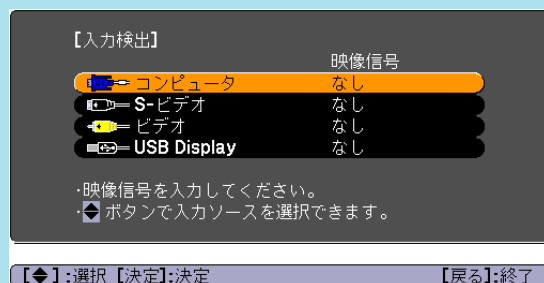 【入力検出】
映像信号
コンピュータ なし
S-ビデオ なし
ビデオ なし
USB Display なし
･映像信号を入力してください。
･◆ ボタンで入力ソースを選択できます。
【◆】:選択 【決定】:決定 【戻る】:終了